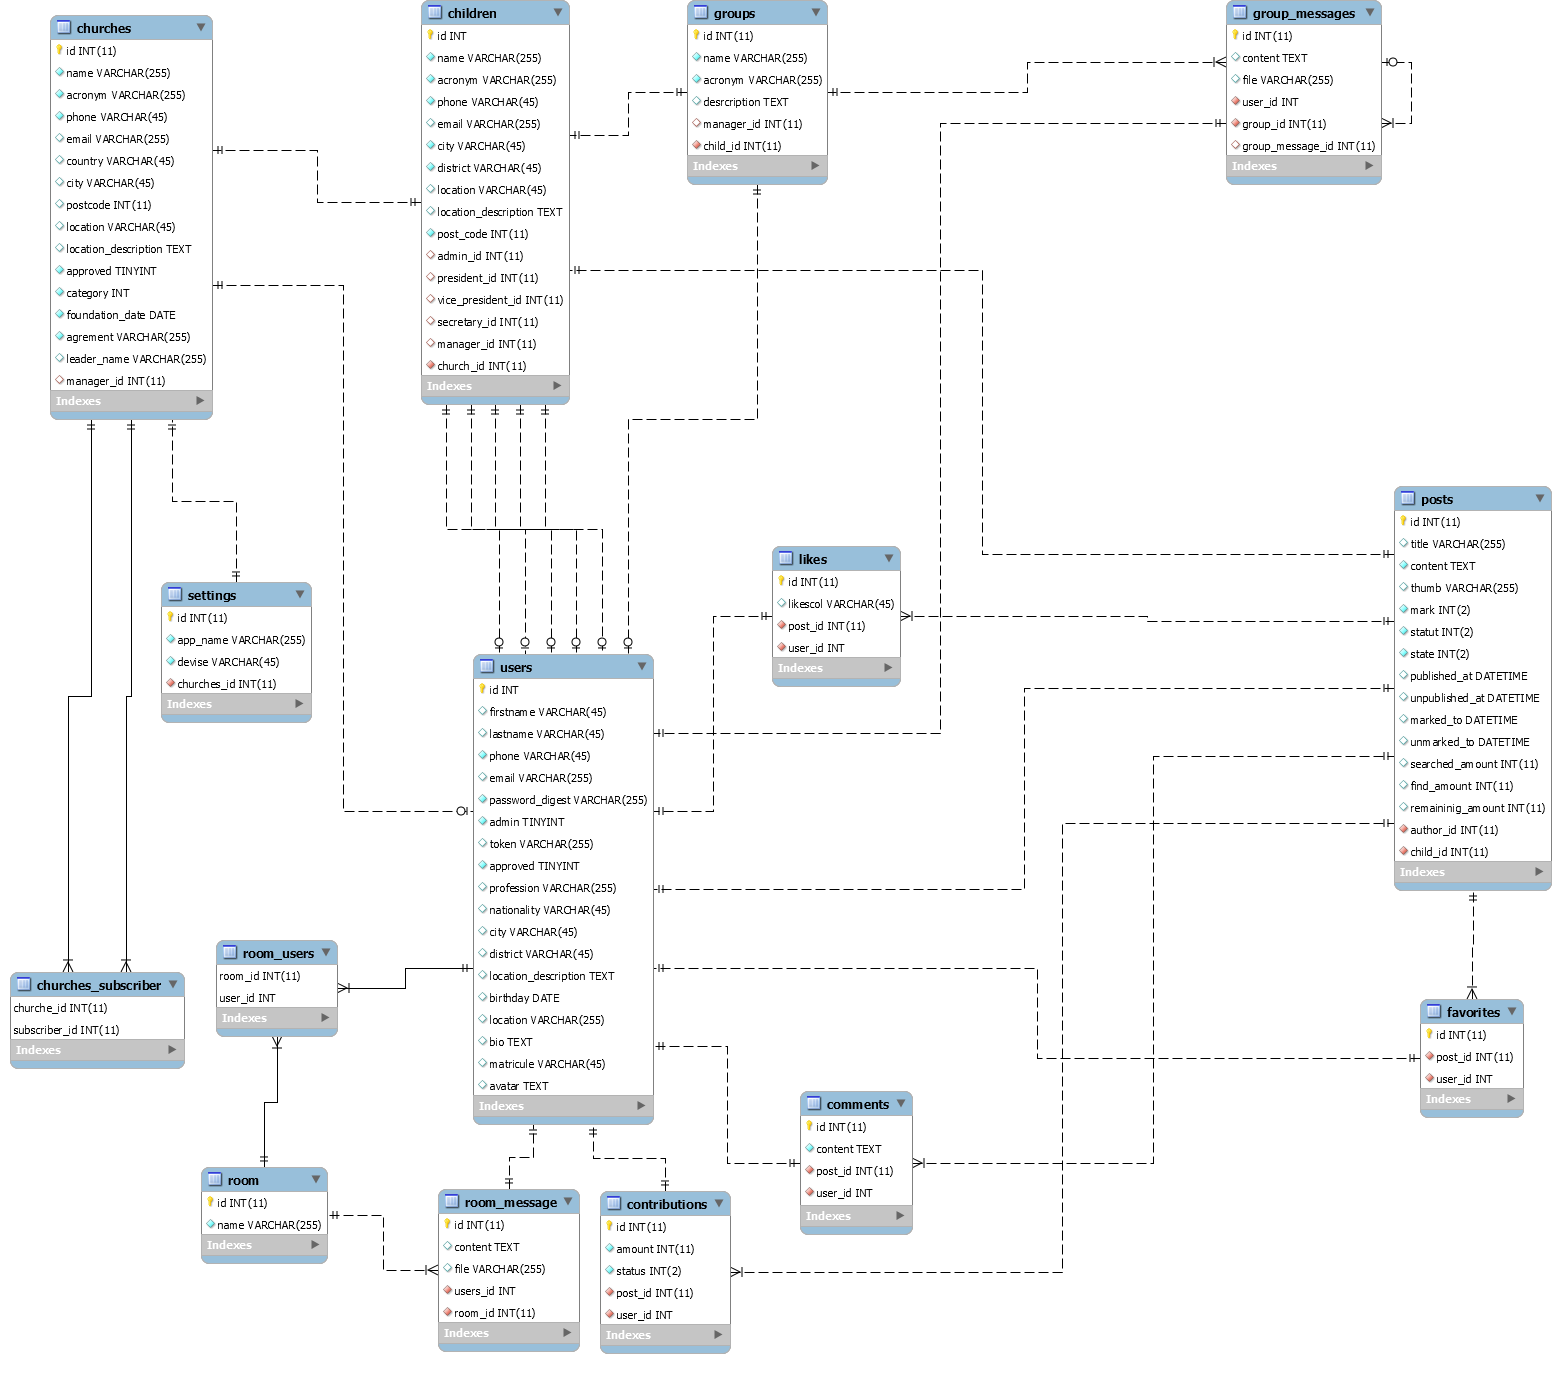 churches
id INT(11)
name VARCHAR(255)
acronym VARCHAR(255)
phone VARCHAR(45)
email VARCHAR(255)
country VARCHAR(45)
city VARCHAR(45)
postcode INT(11)
location VARCHAR(45)
location_description TEXT
approved TINYINT
category INT
foundation_date DATE
agrement VARCHAR(255)
leader_name VARCHAR(255)
manager_id INT(11)
Indexes
children
id INT
name VARCHAR(255)
acronym VARCHAR(255)
phone VARCHAR(45)
email VARCHAR(255)
city VARCHAR(45)
district VARCHAR(45)
location VARCHAR(45)
location_description TEXT
post_code INT(11)
admin_id INT(11)
president_id INT(11)
vice_president_id INT(11)
secretary_id INT(11)
manager_id INT(11)
church_id INT(11)
Indexes
groups
id INT(11)
name VARCHAR(255)
acronym VARCHAR(255)
desrcription TEXT
manager_id INT(11)
child_id INT(11)
Indexes
group_messages
id INT(11)
content TEXT
file VARCHAR(255)
user_id INT
group_id INT(11)
group_message_id INT(11)
Indexes
posts
id INT(11)
title VARCHAR(255)
content TEXT
thumb VARCHAR(255)
mark INT(2)
statut INT(2)
state INT(2)
published_at DATETIME
unpublished_at DATETIME
marked_to DATETIME
unmarked_to DATETIME
searched_amount INT(11)
find_amount INT(11)
remaininig_amount INT(11)
author_id INT(11)
child_id INT(11)
Indexes
likes
id INT(11)
likescol VARCHAR(45)
post_id INT(11)
user_id INT
Indexes
settings
id INT(11)
app_name VARCHAR(255)
devise VARCHAR(45)
churches_id INT(11)
Indexes
users
id INT
firstname VARCHAR(45)
lastname VARCHAR(45)
phone VARCHAR(45)
email VARCHAR(255)
password_digest VARCHAR(255)
admin TINYINT
token VARCHAR(255)
approved TINYINT
profession VARCHAR(255)
nationality VARCHAR(45)
city VARCHAR(45)
district VARCHAR(45)
location_description TEXT
birthday DATE
location VARCHAR(255)
bio TEXT
matricule VARCHAR(45)
avatar TEXT
Indexes
room_users
room_id INT(11)
user_id INT
Indexes
churches_subscriber
churche_id INT(11)
subscriber_id INT(11)
Indexes
favorites
id INT(11)
post_id INT(11)
user_id INT
Indexes
comments
id INT(11)
content TEXT
post_id INT(11)
user_id INT
Indexes
room
id INT(11)
name VARCHAR(255)
Indexes
room_message
id INT(11)
content TEXT
file VARCHAR(255)
users_id INT
room_id INT(11)
Indexes
contributions
id INT(11)
amount INT(11)
status INT(2)
post_id INT(11)
user_id INT
Indexes